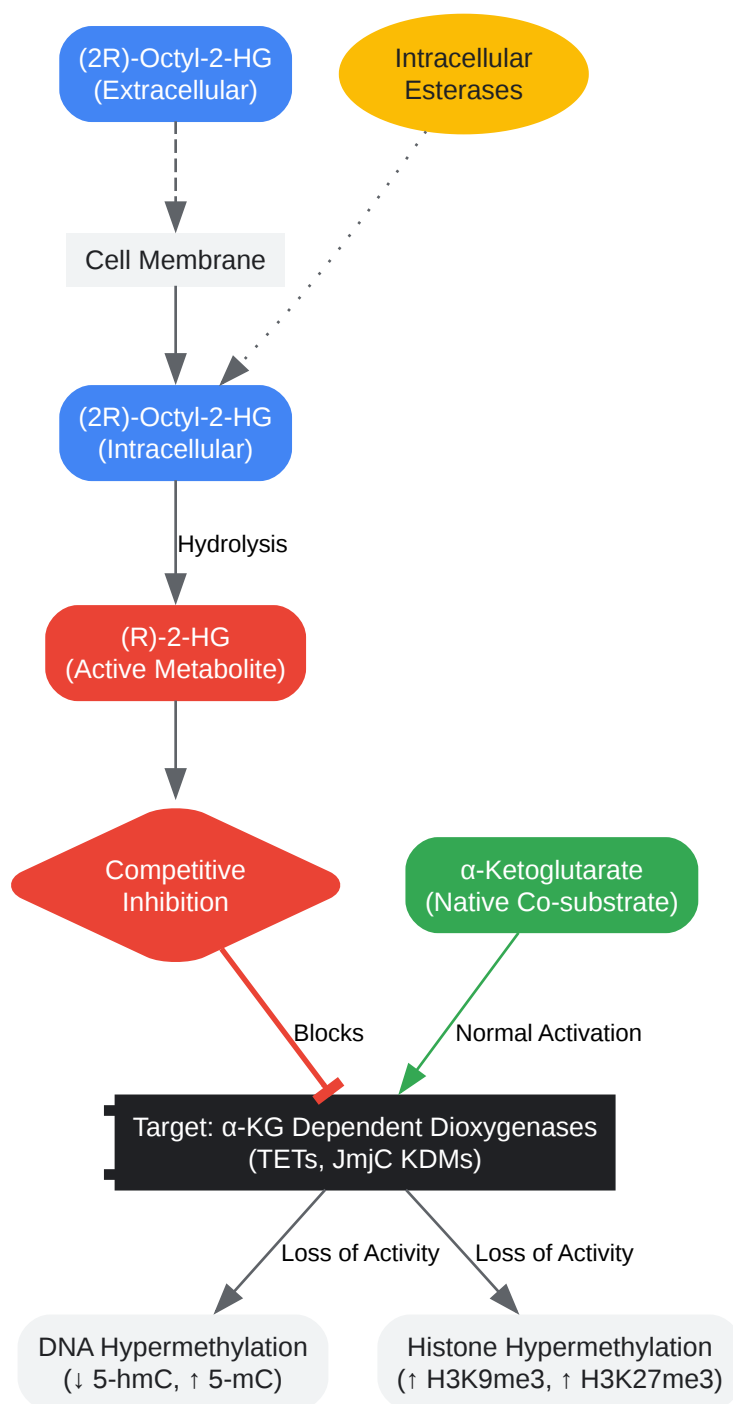 (2R)-Octyl-2-HG
(Extracellular)
Intracellular
Esterases
Cell Membrane
(2R)-Octyl-2-HG
(Intracellular)
Hydrolysis
(R)-2-HG
(Active Metabolite)
Competitive
Inhibition
α-Ketoglutarate
(Native Co-substrate)
Blocks
Normal Activation
Target: α-KG Dependent Dioxygenases
(TETs, JmjC KDMs)
Loss of Activity
Loss of Activity
DNA Hypermethylation
(↓ 5-hmC, ↑ 5-mC)
Histone Hypermethylation
(↑ H3K9me3, ↑ H3K27me3)